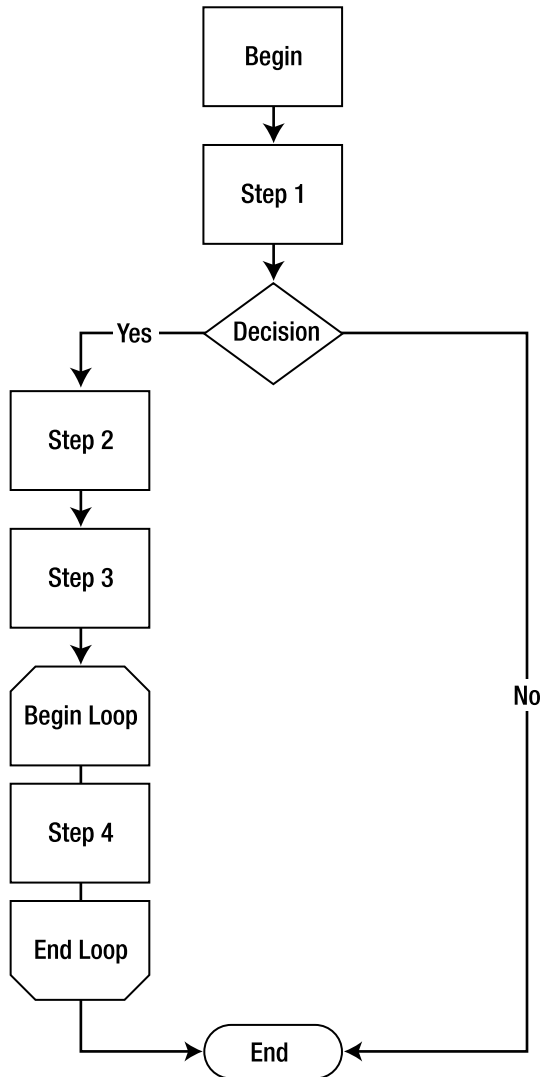 Begin
Step 1
Decision
Yes
Step 2
Step 3
Begin Loop
No
Step 4
End Loop
End